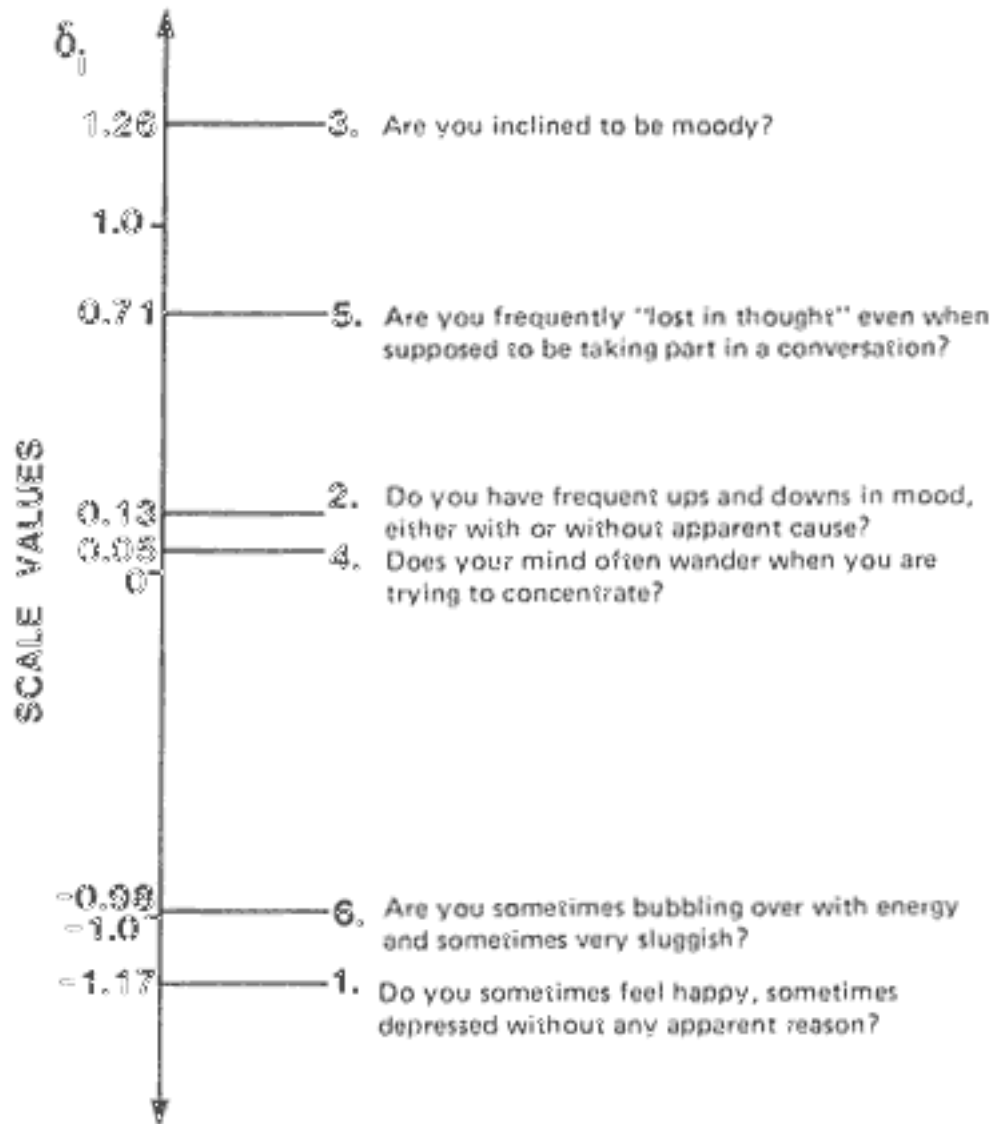 δi
1.26 3. Are you inclined to be moody?
1.0
0.71 5. Are you frequently "lost in thought" even when
supposed to be taking part in a conversation?
SCALE VALUES
0.13 2. Do you have frequent ups and downs in mood,
either with or without apparent cause?
0.05 4. Does your mind often wander when you are
0 trying to concentrate?
-0.98 6. Are you sometimes bubbling over with energy
-1.0 and sometimes very sluggish?
-1.17 1. Do you sometimes feel happy, sometimes
depressed without any apparent reason?